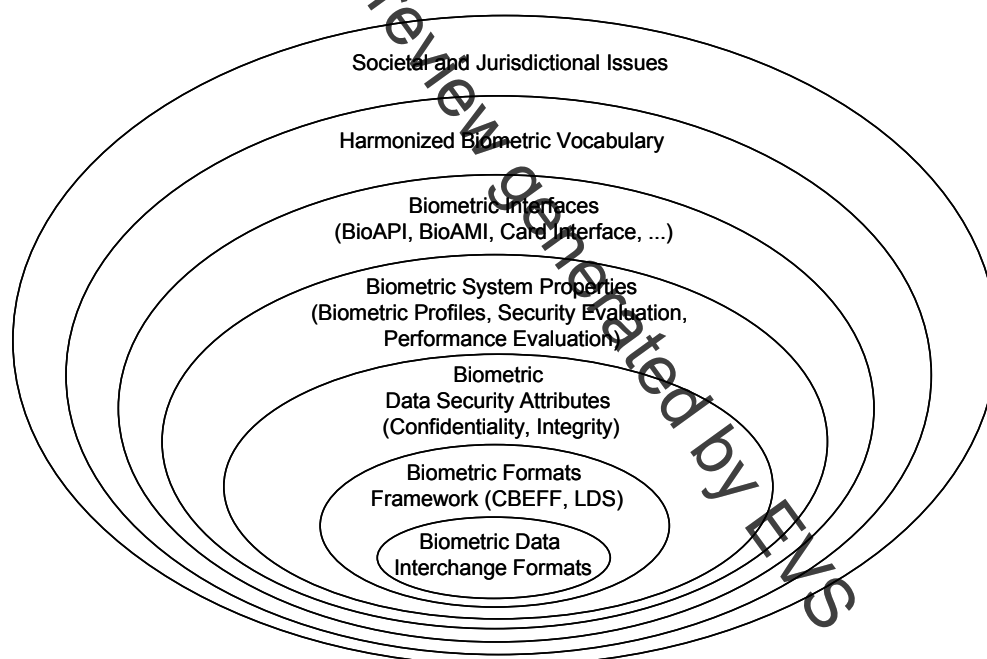 Societal and Jurisdictional Issues
Harmonized Biometric Vocabulary
Biometric Interfaces
(BioAPI, BioAMI, Card Interface, ...)
Biometric System Properties
(Biometric Profiles, Security Evaluation,
Performance Evaluation)
Biometric
Data Security Attributes
(Confidentiality, Integrity)
Biometric Formats
Framework (CBEFF, LDS)
Biometric Data
Interchange Formats
review generated by EVS